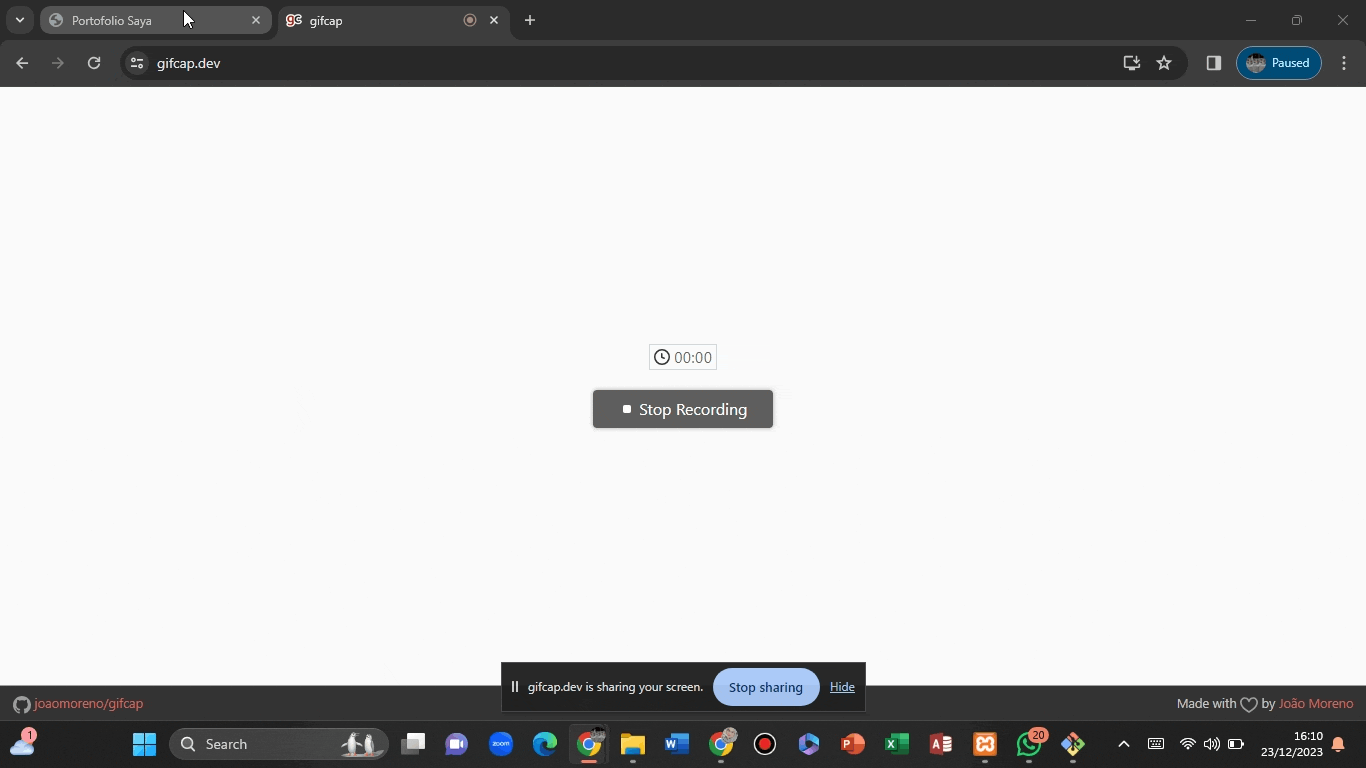 Portofolio Saya
gc gifcap
gifcap.dev
Paused
00:00
Stop Recording
gifcap.dev is sharing your screen.
Stop sharing
Hide
joaomoreno/gifcap
Made with by João Moreno
1
Search
zoom
W
P
X
A
20
16:10
23/12/2023